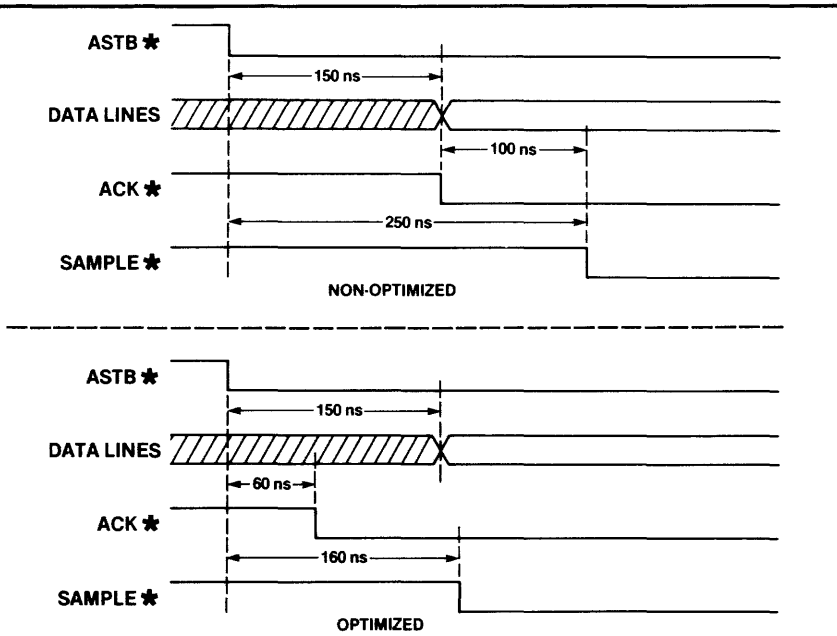 ASTB *
150 ns
DATA LINES
100 ns
ACK *
250 ns
SAMPLE *
NON-OPTIMIZED
ASTB *
150 ns
DATA LINES
60 ns
ACK *
160 ns
SAMPLE *
OPTIMIZED